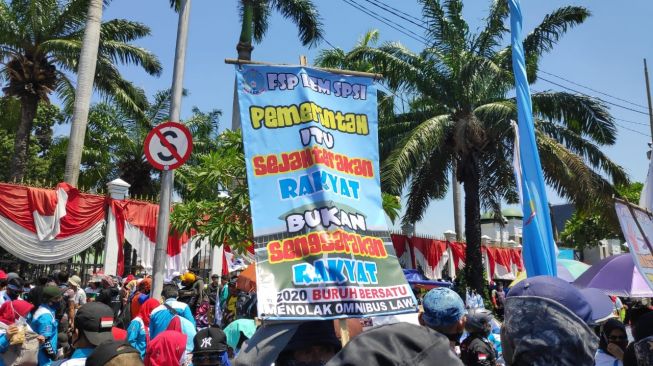 FSP LEM SPSI
Pemerintah
ITU
SEJAHTERAKAN
RAKYAT
BUKAN
Sengsarakan
RAKYAT
2020 BURUH BERSATU
MENOLAK OMNIBUS LAW
S